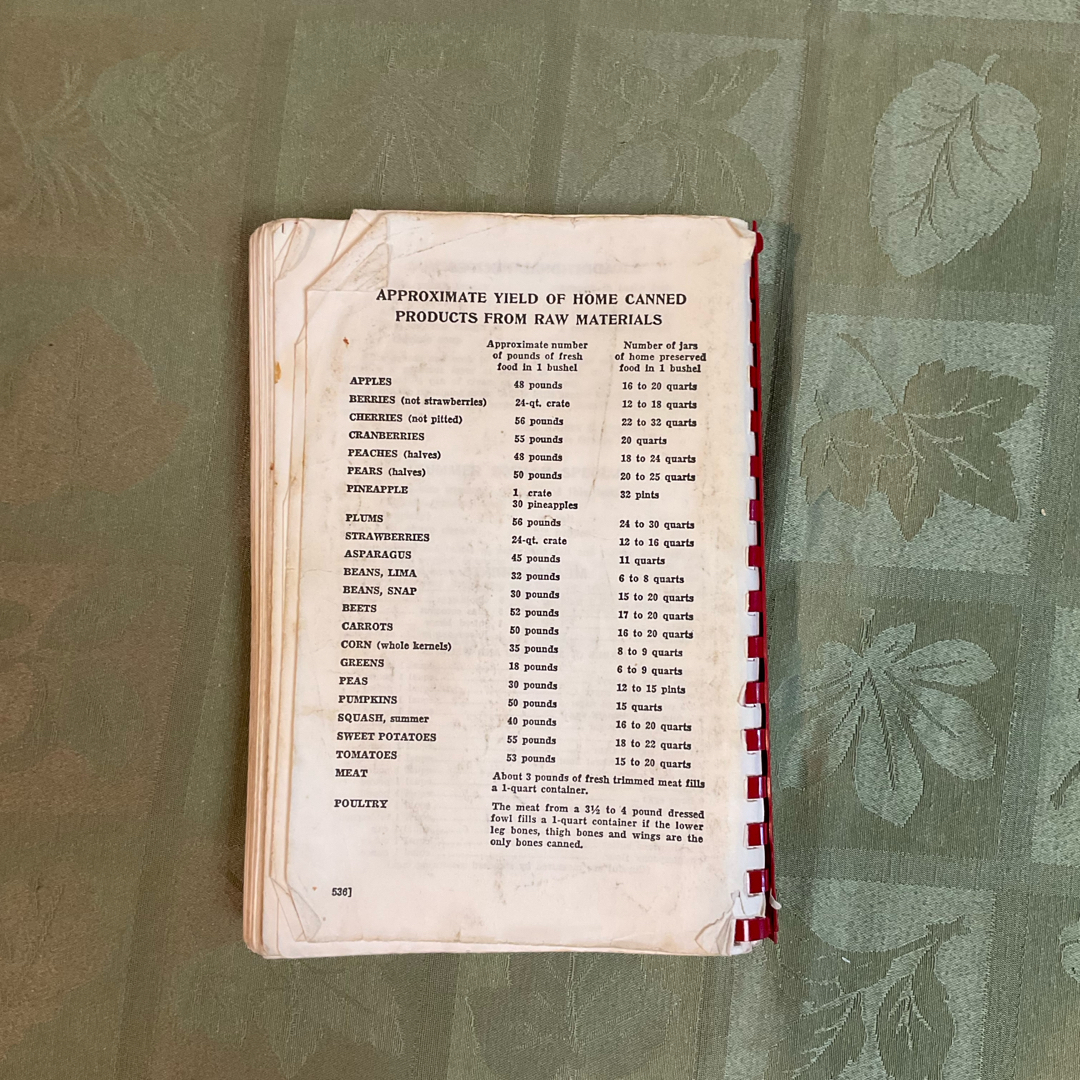 APPROXIMATE YIELD OF HOME CANNED
PRODUCTS FROM RAW MATERIALS
Approximate number of pounds of fresh food in 1 bushel
Number of jars of home preserved food in 1 bushel
APPLES 48 pounds 16 to 20 quarts
BERRIES (not strawberries) 24-qt. crate 12 to 18 quarts
CHERRIES (not pitted) 56 pounds 22 to 32 quarts
CRANBERRIES 55 pounds 20 quarts
PEACHES (halves) 48 pounds 18 to 24 quarts
PEARS (halves) 50 pounds 20 to 25 quarts
PINEAPPLE 1 crate 32 pints
30 pineapples
PLUMS 56 pounds 24 to 30 quarts
STRAWBERRIES 24-qt. crate 12 to 16 quarts
ASPARAGUS 45 pounds 11 quarts
BEANS, LIMA 32 pounds 6 to 8 quarts
BEANS, SNAP 30 pounds 15 to 20 quarts
BEETS 52 pounds 17 to 20 quarts
CARROTS 50 pounds 16 to 20 quarts
CORN (whole kernels) 35 pounds 8 to 9 quarts
GREENS 18 pounds 6 to 9 quarts
PEAS 30 pounds 12 to 15 pints
PUMPKINS 50 pounds 15 quarts
SQUASH, summer 40 pounds 16 to 20 quarts
SWEET POTATOES 55 pounds 18 to 22 quarts
TOMATOES 53 pounds 15 to 20 quarts
MEAT About 3 pounds of fresh trimmed meat fills
a 1-quart container.
POULTRY The meat from a 3½ to 4 pound dressed
fowl fills a 1-quart container if the lower
leg bones, thigh bones and wings are the
only bones canned.
536]